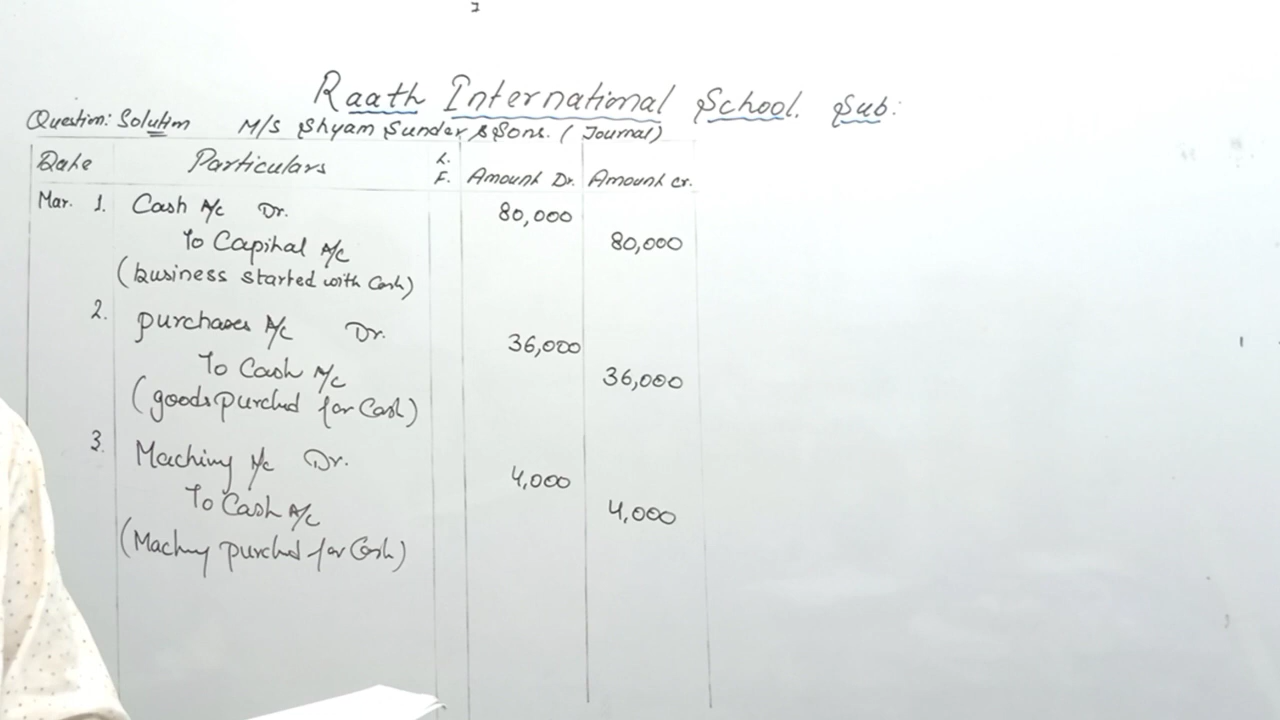 Raath International School. Sub:
Question: Solution M/S Shyam Sunder & Sons. (Journal)
Date Particulars L. F. Amount Dr. Amount Cr.
Mar. 1. Cash A/c Dr. 80,000
To Capital A/c 80,000
(business started with Cash)
2. purchases A/c Dr. 36,000
To Cash A/c 36,000
(goods purchd for Cash)
3. Machiny A/c Dr. 4,000
To Cash A/c 4,000
(Machny purchd for Cash)